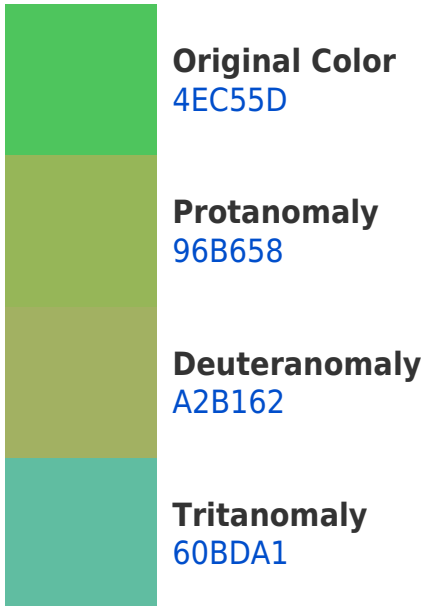 Original Color
4EC55D
Protanomaly
96B658
Deuteranomaly
A2B162
Tritanomaly
60BDA1